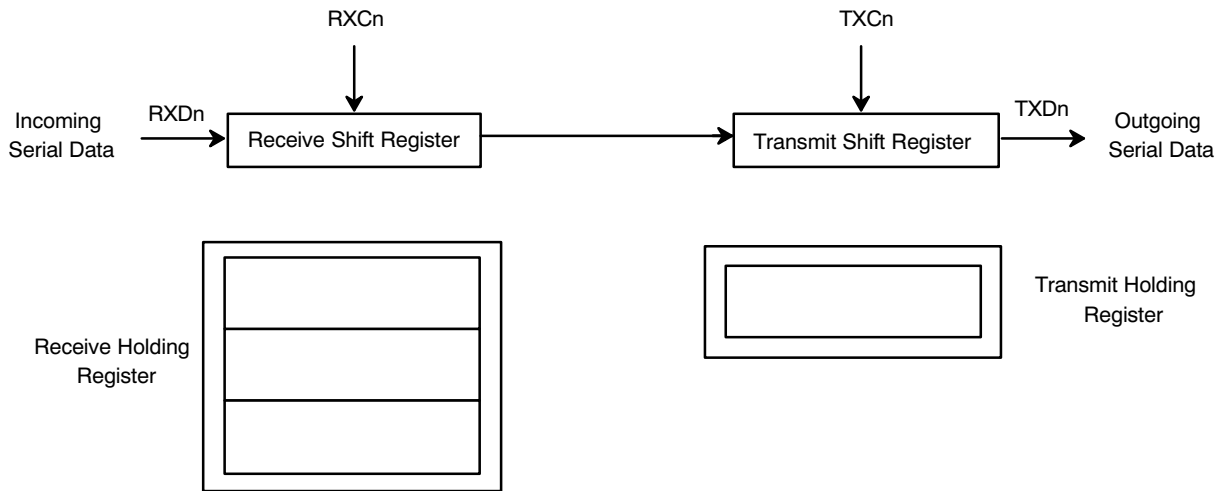 RXCn
TXCn
Incoming
Serial Data
RXDn
Receive Shift Register
Transmit Shift Register
TXDn
Outgoing
Serial Data
Receive Holding
Register
Transmit Holding
Register